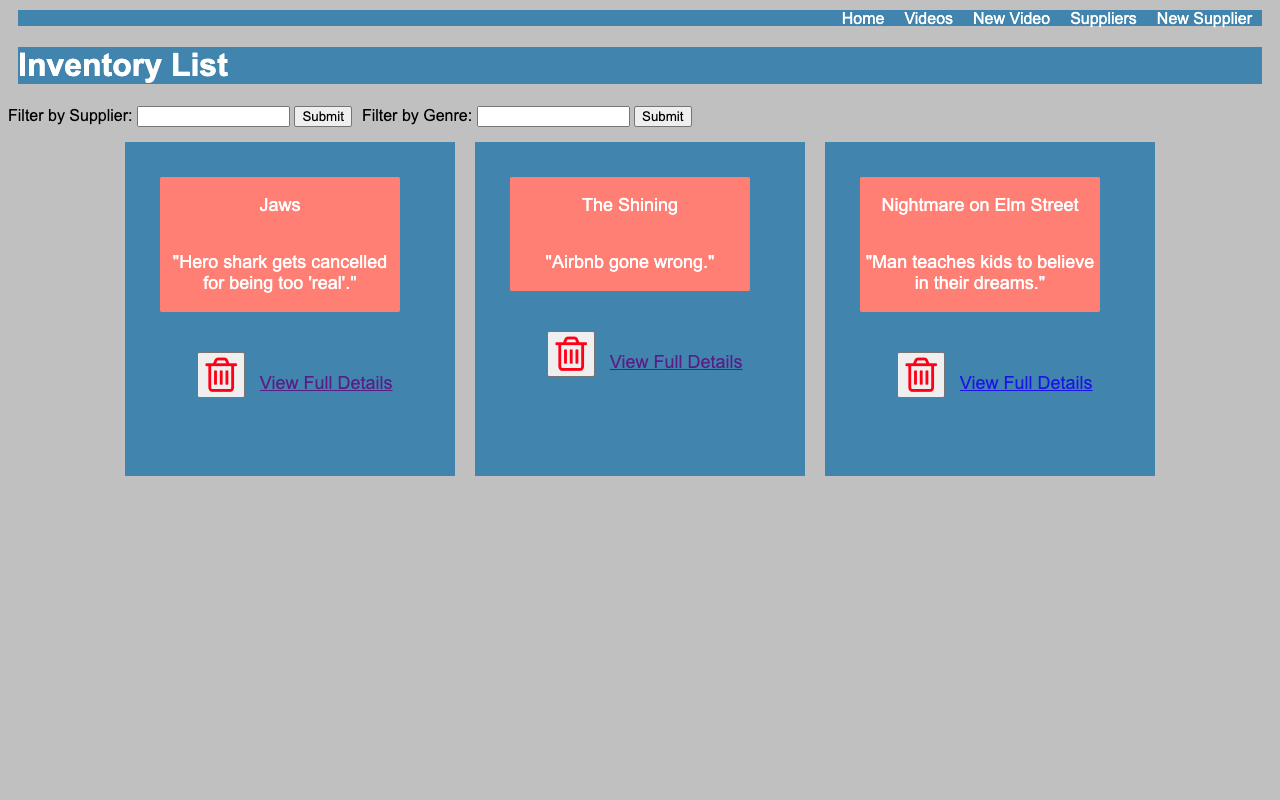 Home Videos New Video Suppliers New Supplier
Inventory List
Filter by Supplier: Submit Filter by Genre: Submit
Jaws
"Hero shark gets cancelled
for being too 'real'."
View Full Details
The Shining
"Airbnb gone wrong."
View Full Details
Nightmare on Elm Street
"Man teaches kids to believe
in their dreams."
View Full Details